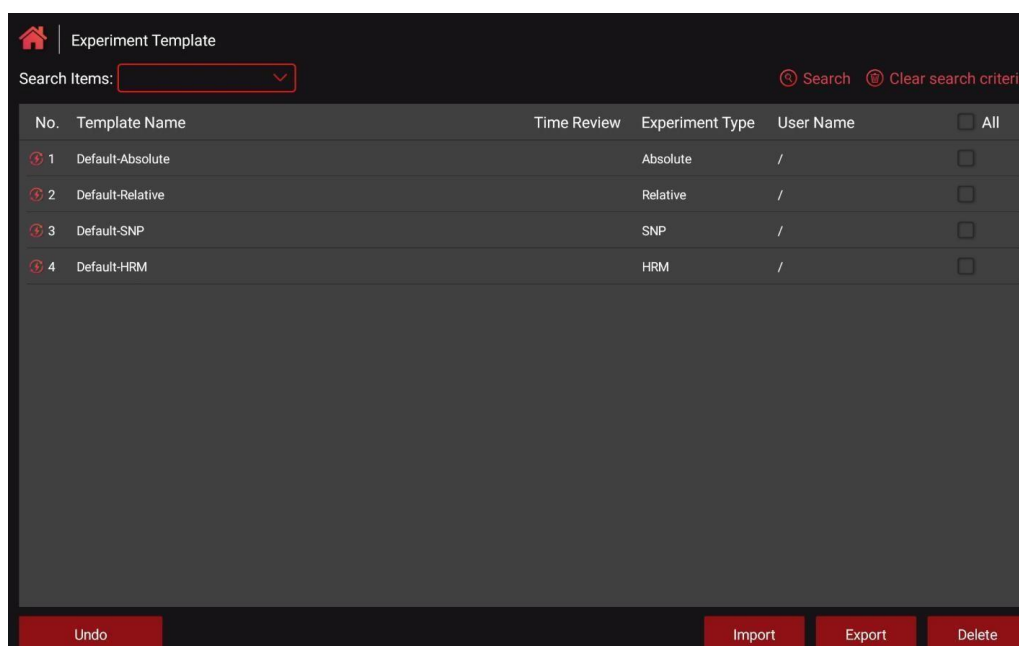 Experiment Template
Search Items: Search Clear search criteri
No. Template Name Time Review Experiment Type User Name All
1 Default-Absolute Absolute /
2 Default-Relative Relative /
3 Default-SNP SNP /
4 Default-HRM HRM /
Undo Import Export Delete